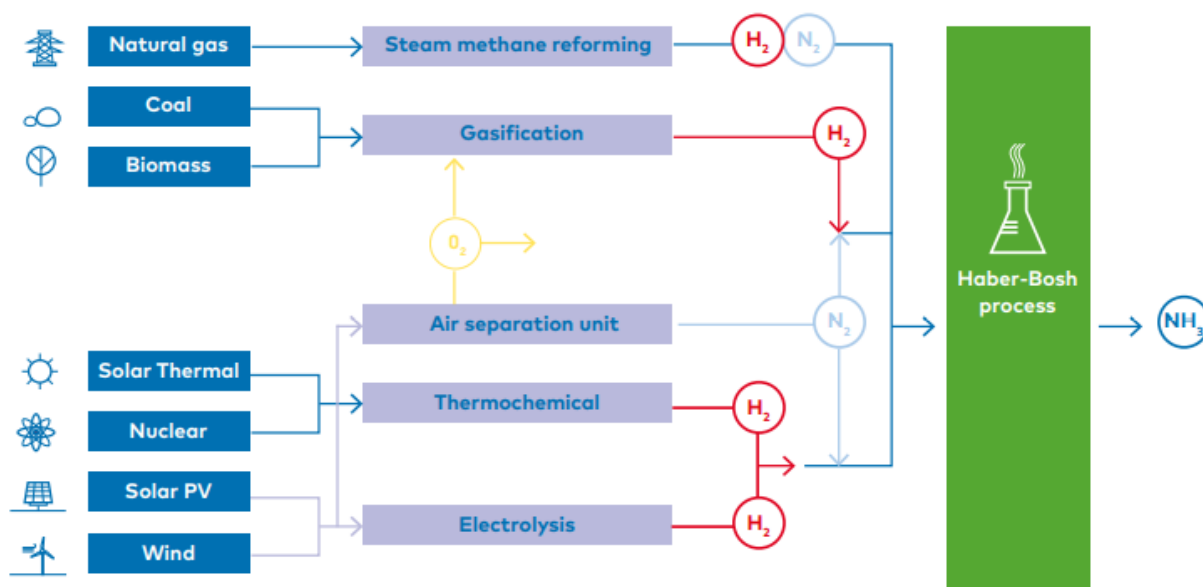 Natural gas
Steam methane reforming
H₂
N₂
Coal
Gasification
H₂
Biomass
0₂
Haber-Bosh
process
Air separation unit
N₂
NH₃
Solar Thermal
Thermochemical
H₂
Nuclear
Solar PV
Electrolysis
H₂
Wind